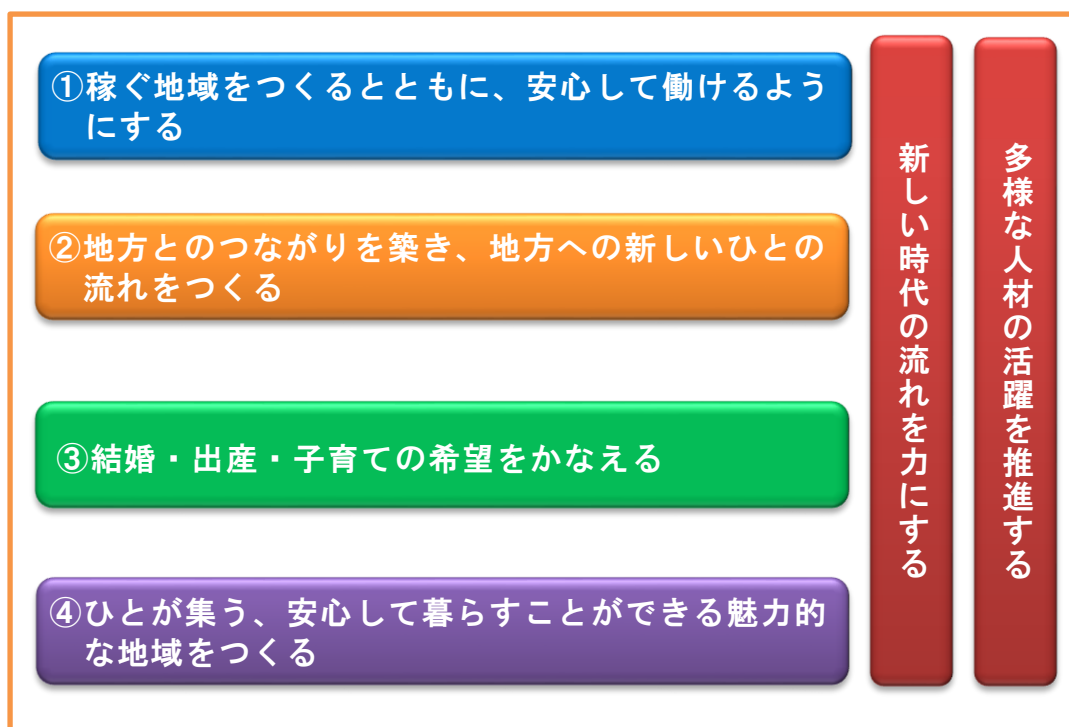 ①稼ぐ地域をつくるとともに、安心して働けるよう
にする
②地方とのつながりを築き、地方への新しいひとの
流れをつくる
③結婚・出産・子育ての希望をかなえる
④ひとが集う、安心して暮らすことができる魅力的
な地域をつくる
新しい時代の流れを力にする
多様な人材の活躍を推進する